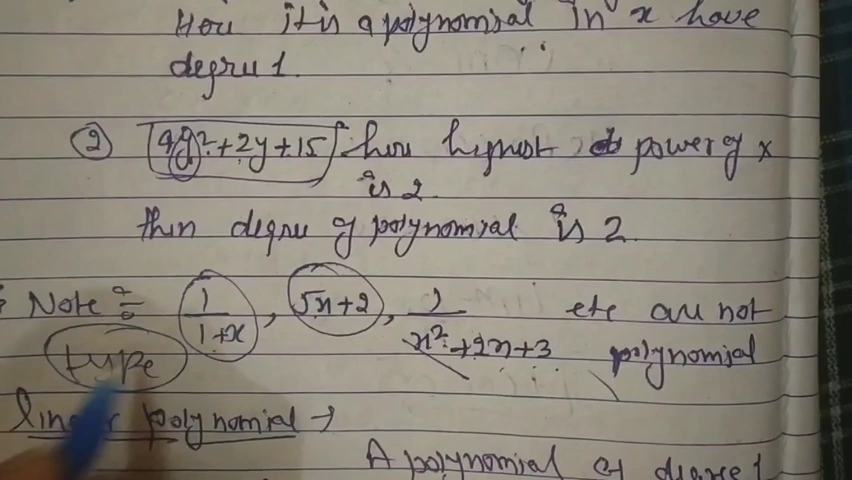 Here it is a polynomial in x have
degree 1.
② 4y²+2y+15 here highest power of x
is 2.
then degree of polynomial is 2
Note :- 1/1+x, √x+2, 1/x²+2x+3 etc are not
type polynomial
linear polynomial →
A polynomial of degree 1